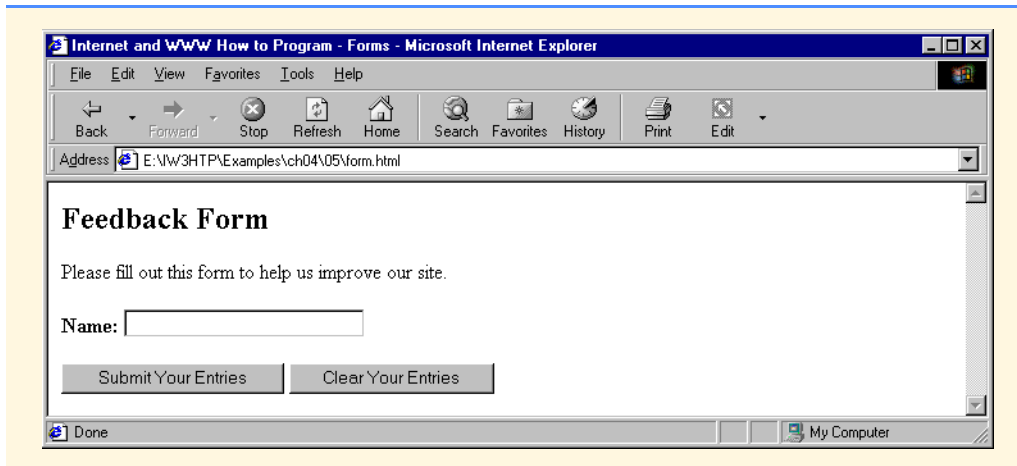 Internet and WWW How to Program - Forms - Microsoft Internet Explorer
File Edit View Favorites Tools Help
Back Forward Stop Refresh Home Search Favorites History Print Edit
Address E:\IW3HTP\Examples\ch04\05\form.html
Feedback Form
Please fill out this form to help us improve our site.
Name:
Submit Your Entries Clear Your Entries
Done My Computer